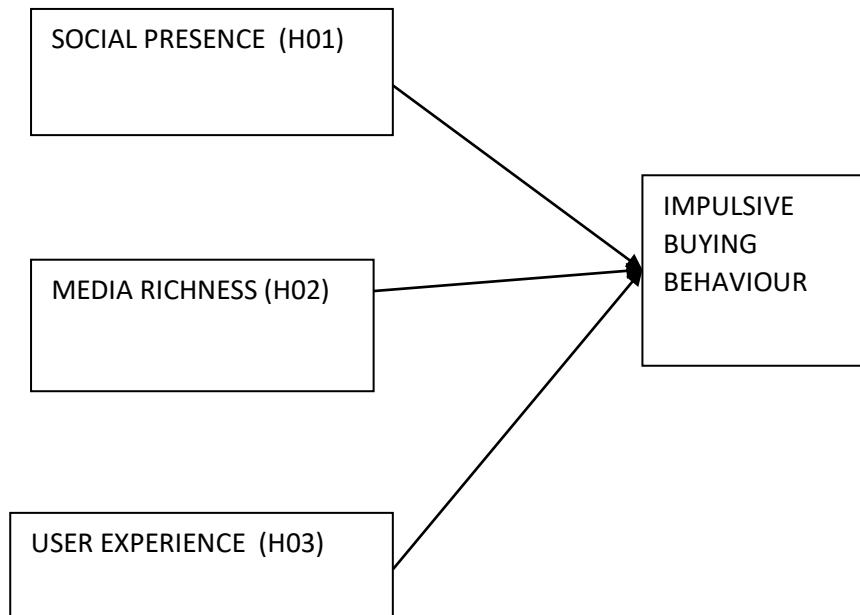 SOCIAL PRESENCE  (H01)
IMPULSIVE
BUYING
BEHAVIOUR
MEDIA RICHNESS (H02)
USER EXPERIENCE  (H03)